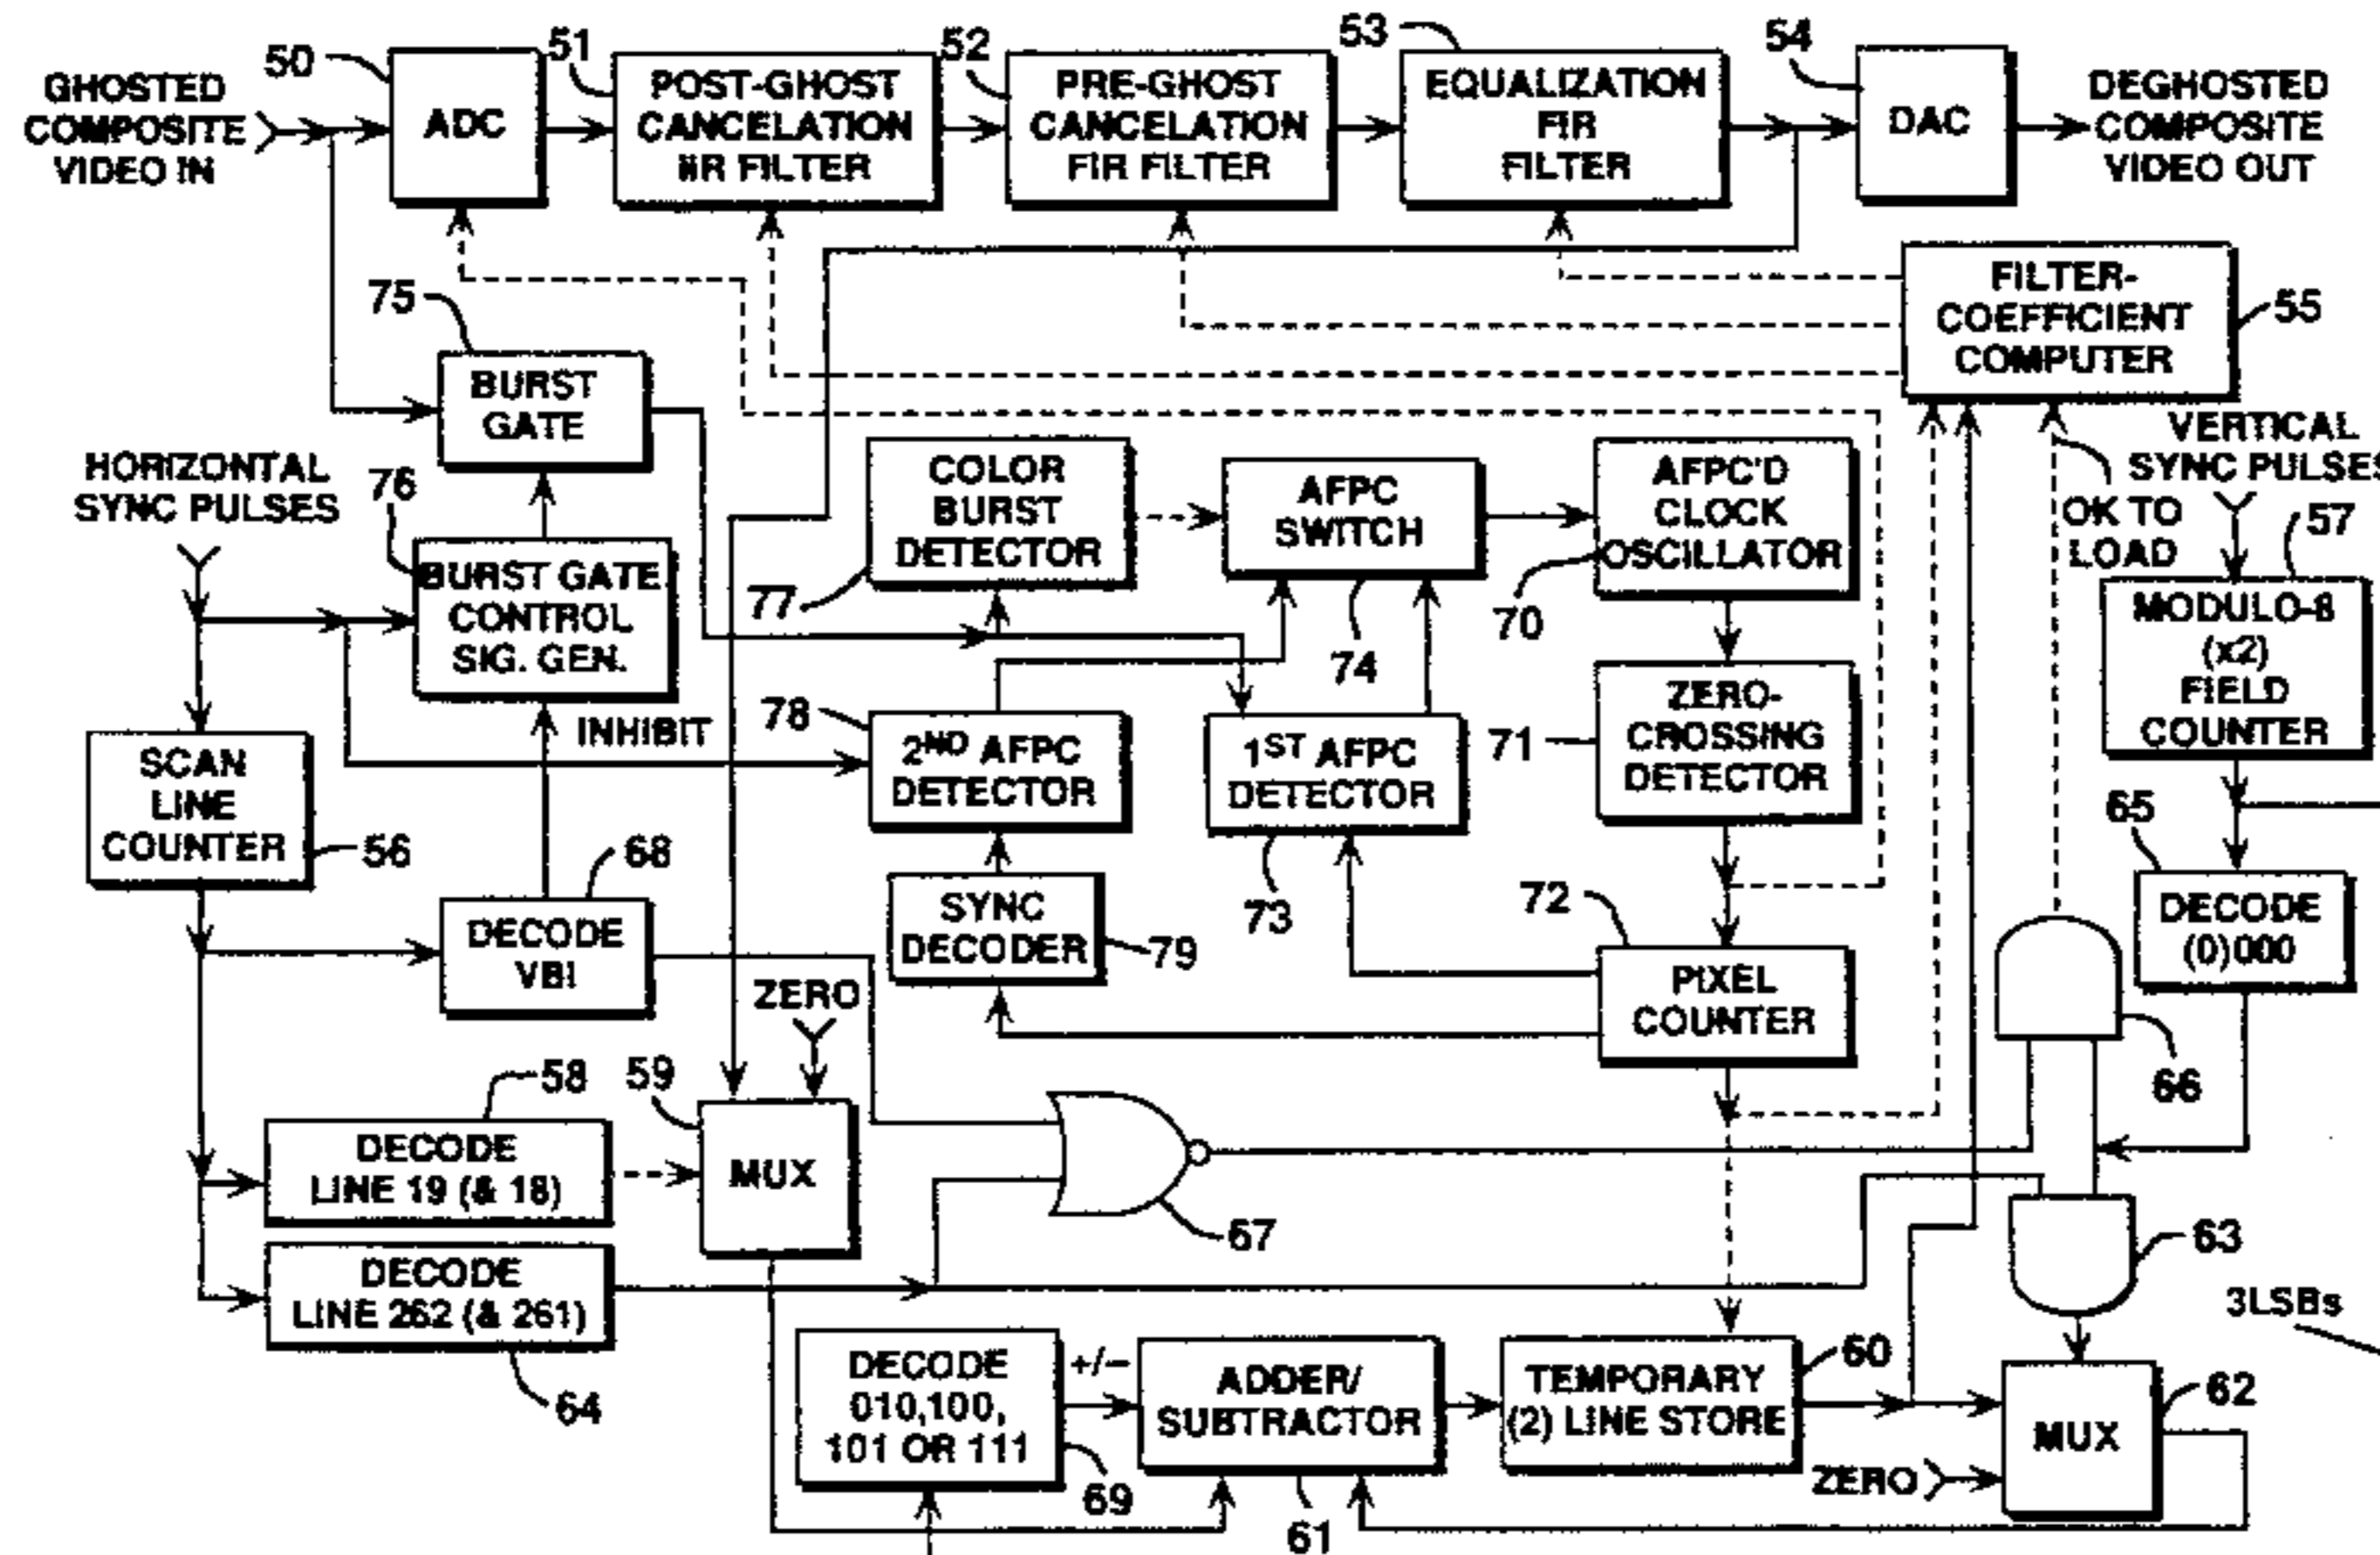 50
51
52
53
54
GHOSTED
COMPOSITE
VIDEO IN
ADC
POST-GHOST
CANCELATION
IIR FILTER
PRE-GHOST
CANCELATION
FIR FILTER
EQUALIZATION
FIR
FILTER
DAC
DEGHOSTED
COMPOSITE
VIDEO OUT
FILTER-
COEFFICIENT
COMPUTER
55
75
BURST
GATE
HORIZONTAL
SYNC PULSES
76
BURST GATE
CONTROL
SIG. GEN.
INHIBIT
COLOR
BURST
DETECTOR
77
AFPC
SWITCH
74
AFPC'D
CLOCK
OSCILLATOR
70
OK TO
LOAD
VERTICAL
SYNC PULSES
57
MODULO-8
(x2)
FIELD
COUNTER
78
2ND AFPC
DETECTOR
1ST AFPC
DETECTOR
73
71
ZERO-
CROSSING
DETECTOR
SCAN
LINE
COUNTER
56
68
DECODE
VBI
SYNC
DECODER
79
72
PIXEL
COUNTER
65
DECODE
(0)000
66
ZERO
58
59
DECODE
LINE 19 (& 18)
MUX
67
63
DECODE
LINE 262 (& 261)
64
DECODE
010,100,
101 OR 111
69
+/−
ADDER/
SUBTRACTOR
61
TEMPORARY
(2) LINE STORE
60
3LSBs
MUX
62
ZERO